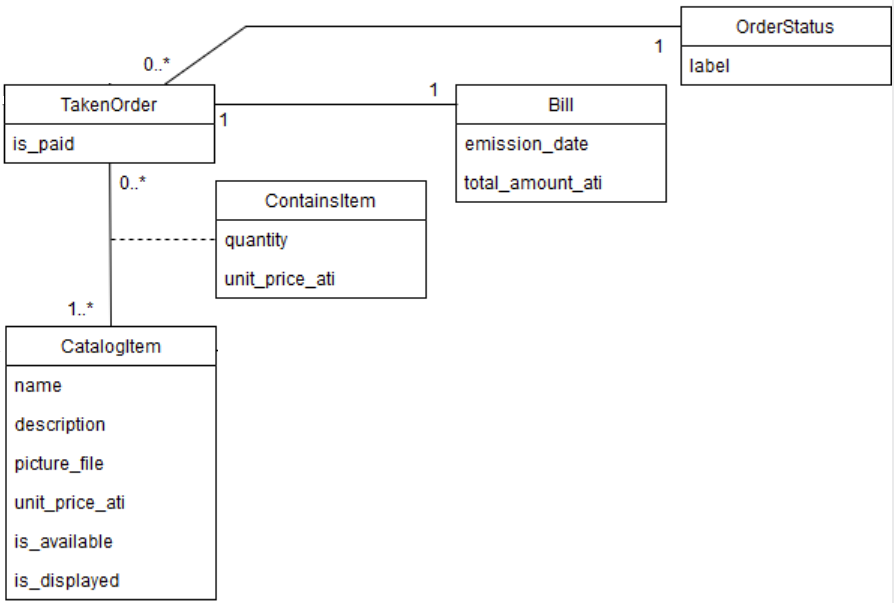 OrderStatus
1
label
0..*
TakenOrder
1
Bill
1
is_paid
emission_date
total_amount_ati
0..*
ContainsItem
quantity
unit_price_ati
1..*
CatalogItem
name
description
picture_file
unit_price_ati
is_available
is_displayed